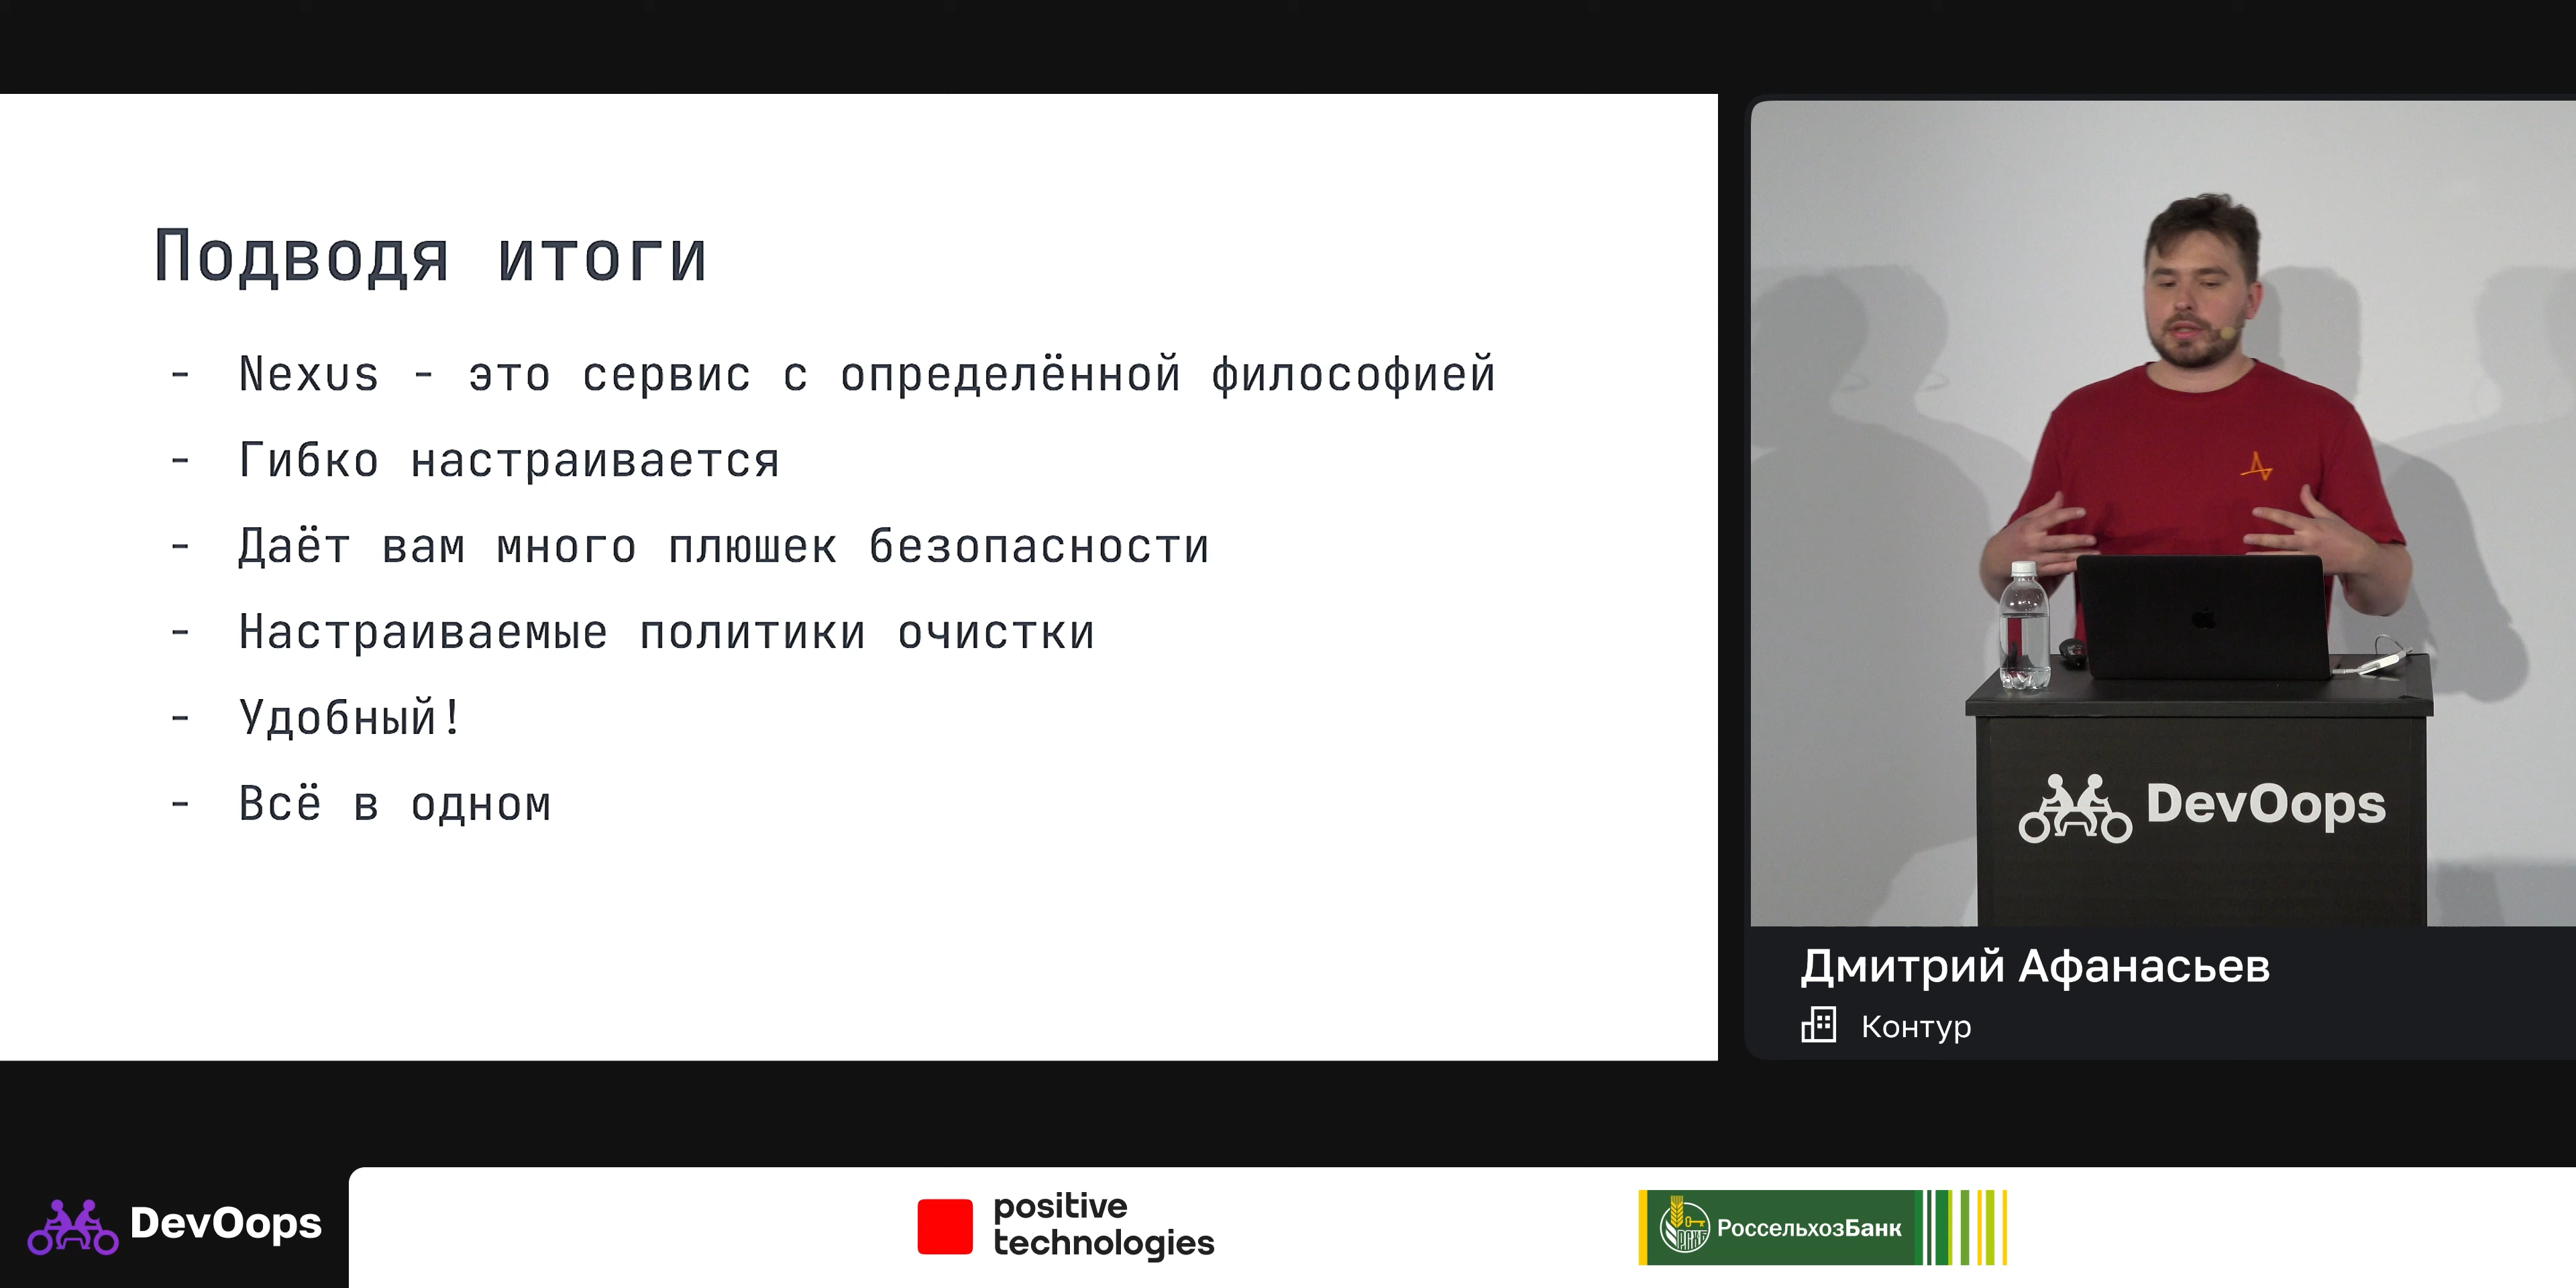 Подводя итоги
- Nexus - это сервис с определённой философией
- Гибко настраивается
- Даёт вам много плюшек безопасности
- Настраиваемые политики очистки
- Удобный!
- Всё в одном
DevOops
Дмитрий Афанасьев
Контур
DevOops
positive
technologies
РоссельхозБанк